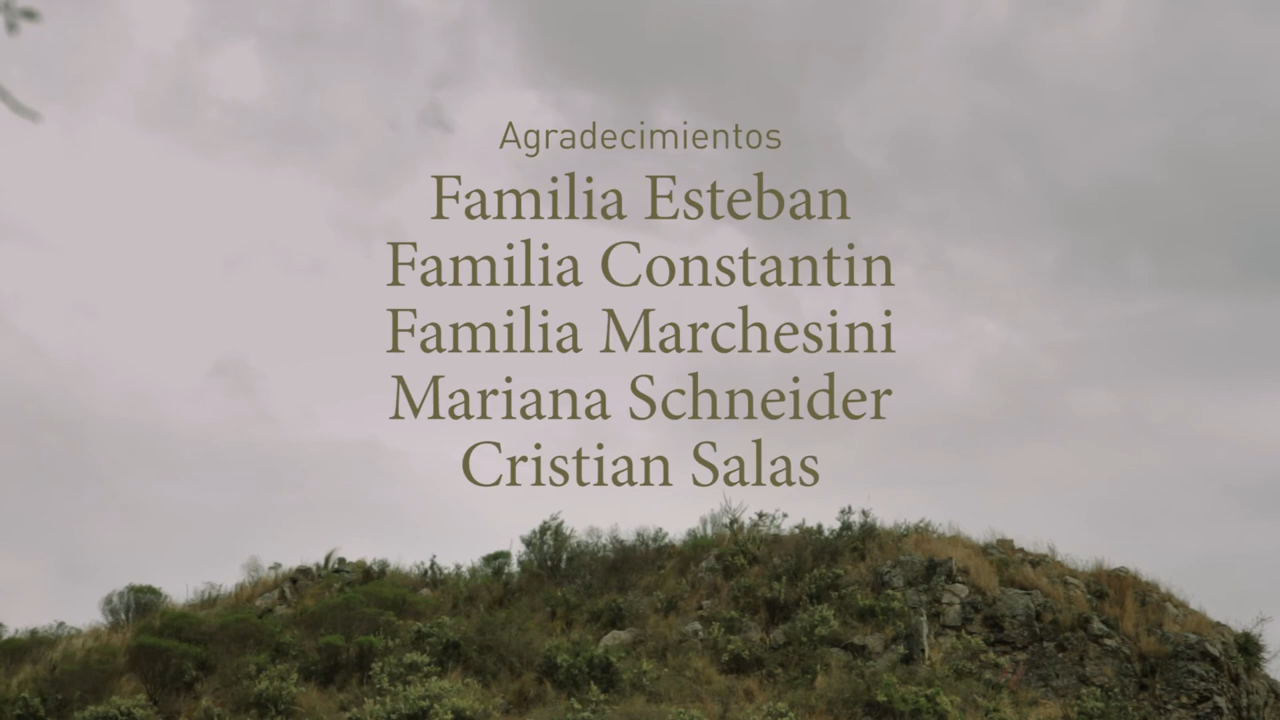 Agradecimientos
Familia Esteban
Familia Constantin
Familia Marchesini
Mariana Schneider
Cristian Salas